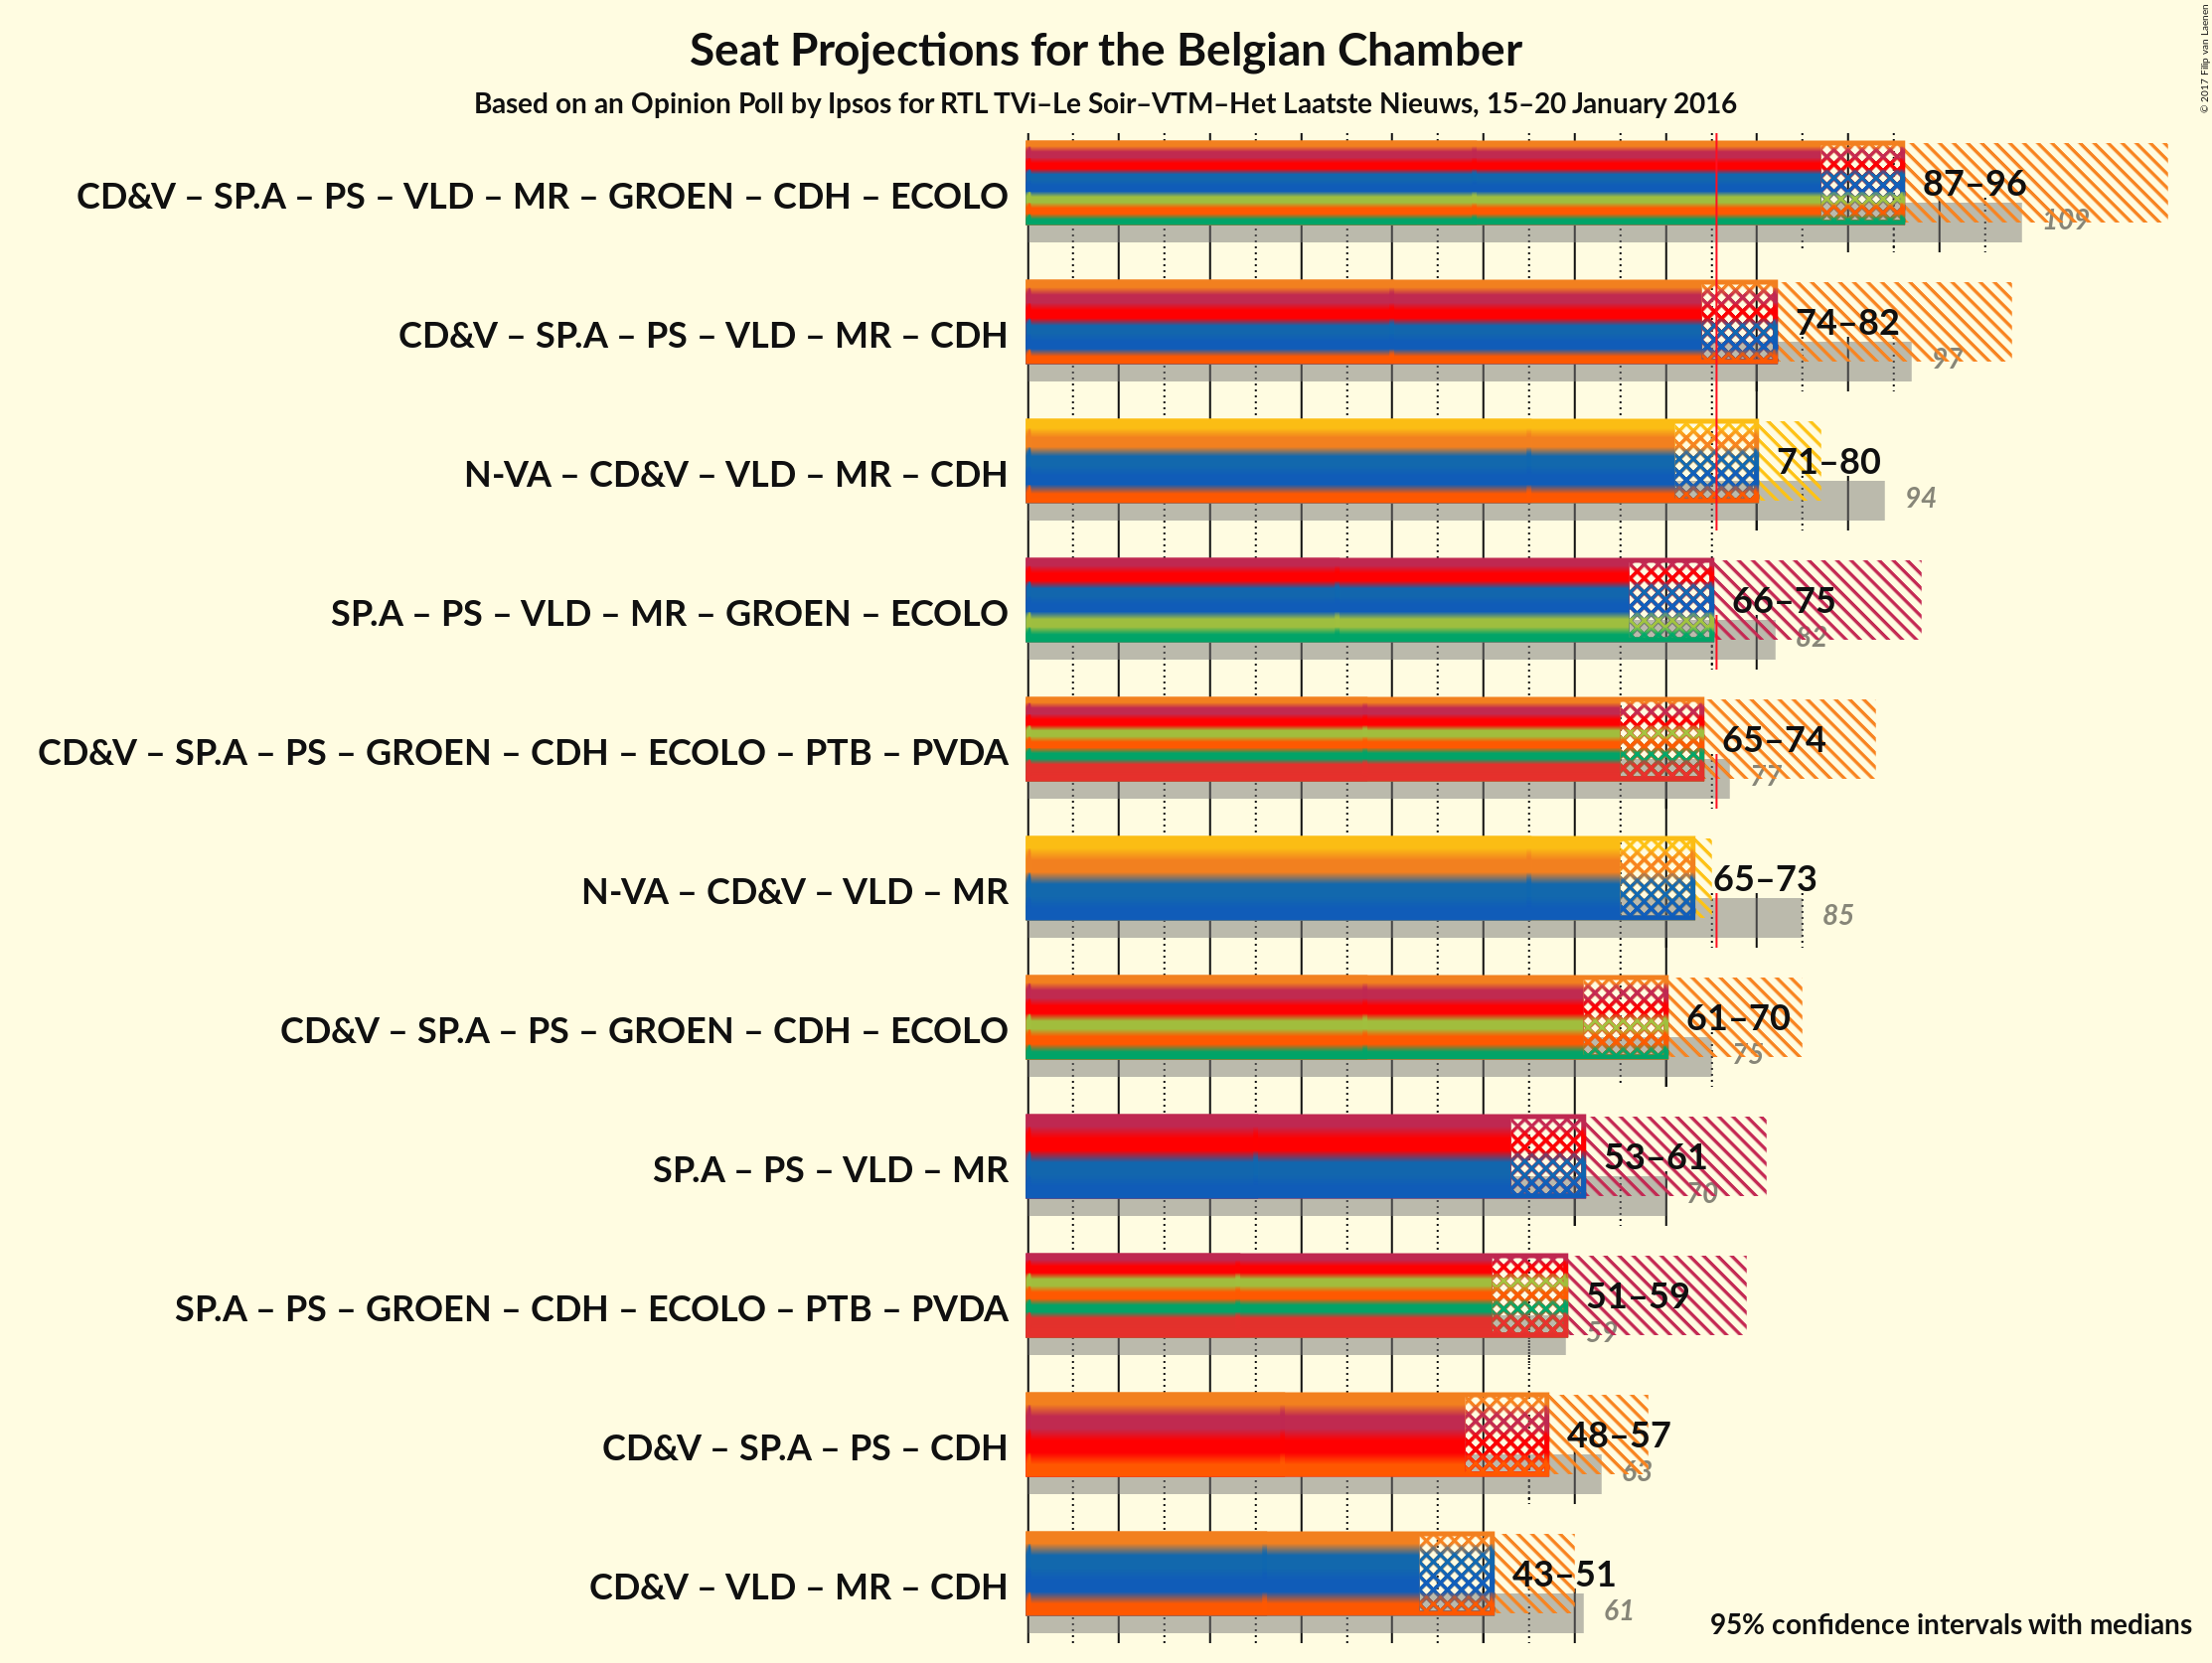 Seat Projections for the Belgian Chamber
Based on an Opinion Poll by Ipsos for RTL TVi–Le Soir–VTM–Het Laatste Nieuws, 15–20 January 2016
© 2017 Filip van Laenen
CD&V – SP.A – PS – VLD – MR – GROEN – CDH – ECOLO
87–96
109
CD&V – SP.A – PS – VLD – MR – CDH
74–82
97
N-VA – CD&V – VLD – MR – CDH
71–80
94
SP.A – PS – VLD – MR – GROEN – ECOLO
66–75
82
CD&V – SP.A – PS – GROEN – CDH – ECOLO – PTB – PVDA
65–74
77
N-VA – CD&V – VLD – MR
65–73
85
CD&V – SP.A – PS – GROEN – CDH – ECOLO
61–70
75
SP.A – PS – VLD – MR
53–61
70
SP.A – PS – GROEN – CDH – ECOLO – PTB – PVDA
51–59
59
CD&V – SP.A – PS – CDH
48–57
63
CD&V – VLD – MR – CDH
43–51
61
95% confidence intervals with medians